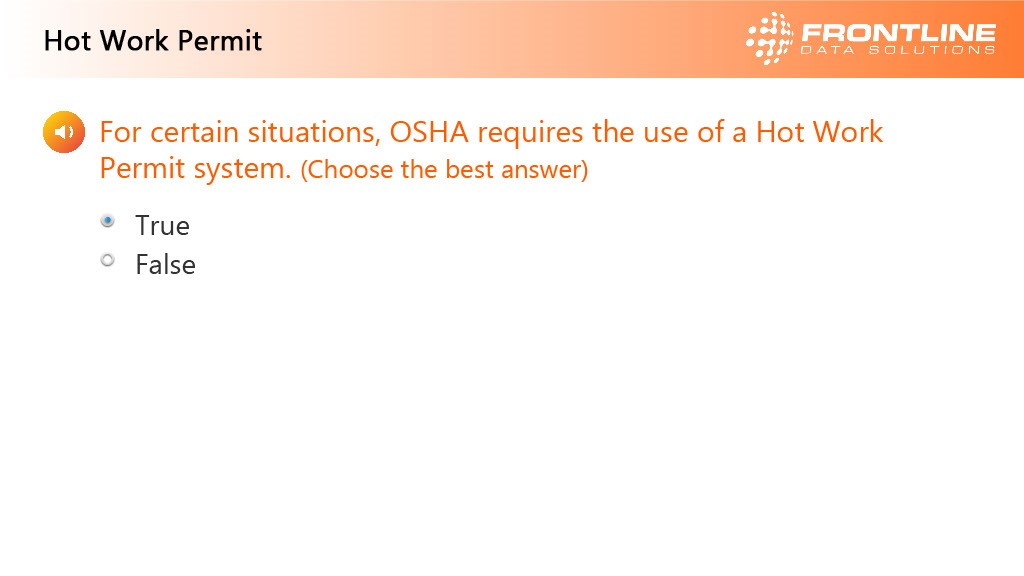 Hot Work Permit
FRONTLINE
DATA SOLUTIONS
For certain situations, OSHA requires the use of a Hot Work
Permit system. (Choose the best answer)
True
False